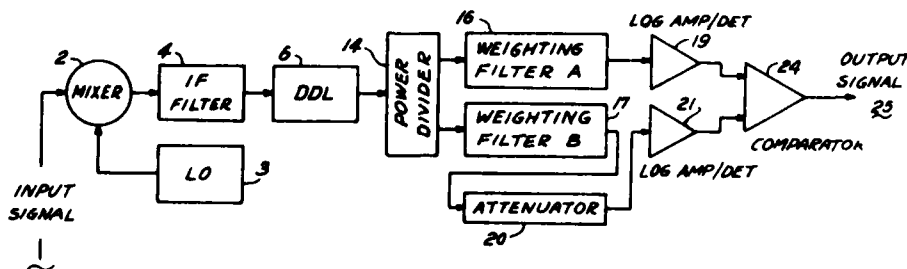 2
MIXER
4
IF
FILTER
6
DDL
14
POWER
DIVIDER
16
WEIGHTING
FILTER A
17
WEIGHTING
FILTER B
LOG AMP/DET
19
21
LOG AMP/DET
24
COMPARATOR
OUTPUT
SIGNAL
25
LO
3
INPUT
SIGNAL
ATTENUATOR
20